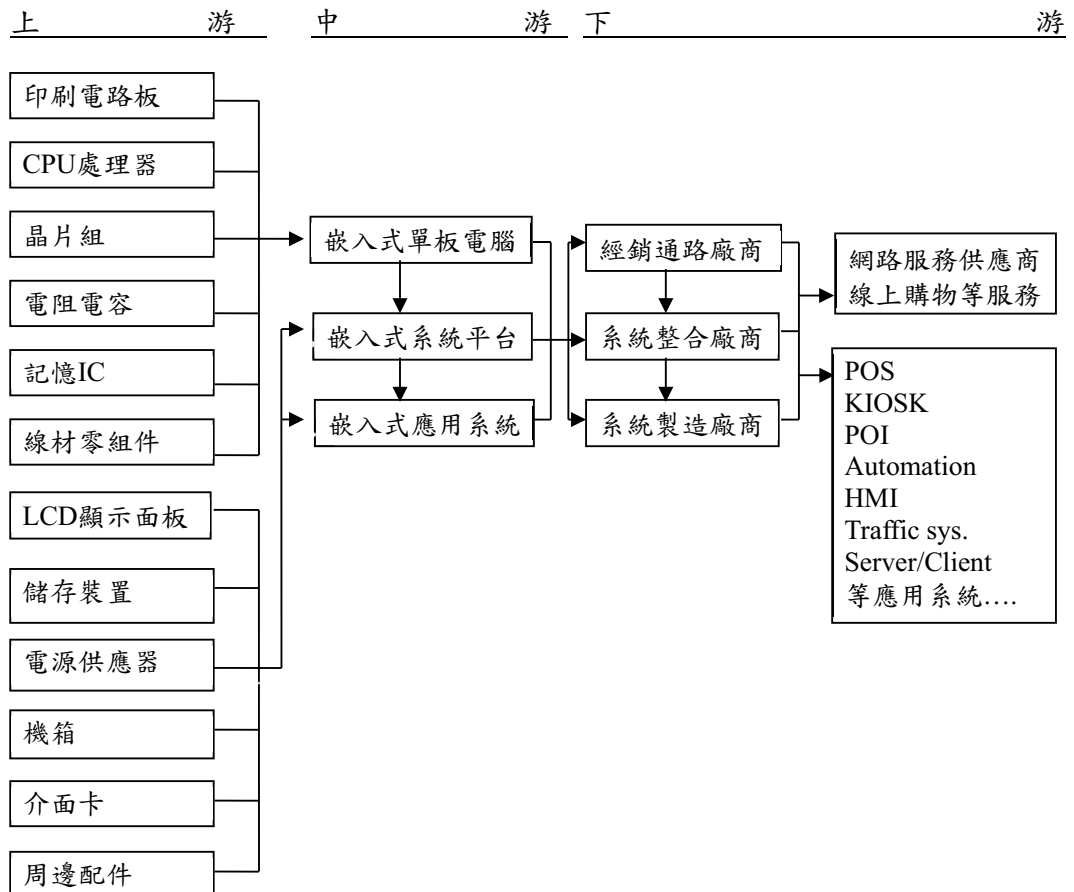 上 游 中 游 下 游
印刷電路板
CPU處理器
晶片組
電阻電容
記憶IC
線材零組件
LCD顯示面板
儲存裝置
電源供應器
機箱
介面卡
周邊配件
嵌入式單板電腦
嵌入式系統平台
嵌入式應用系統
經銷通路廠商
系統整合廠商
系統製造廠商
網路服務供應商
線上購物等服務
POS
KIOSK
POI
Automation
HMI
Traffic sys.
Server/Client
等應用系統….